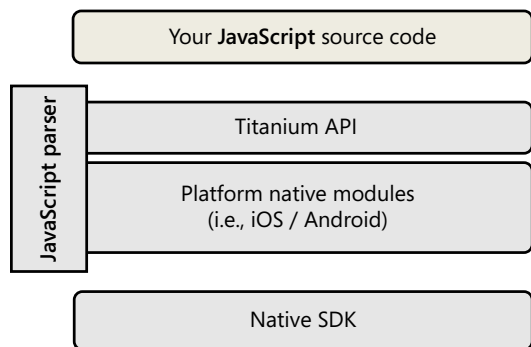 Your JavaScript source code
JavaScript parser
Titanium API
Platform native modules
(i.e., iOS / Android)
Native SDK